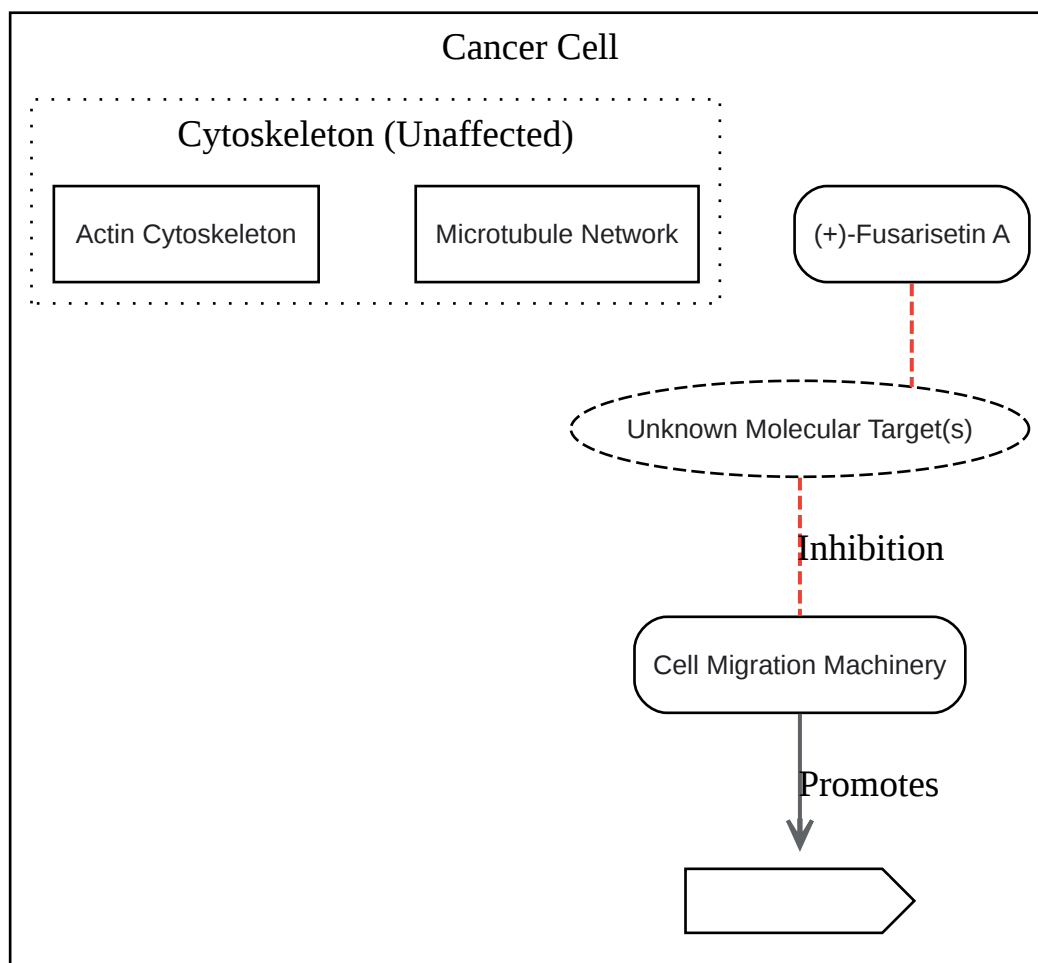 Cancer Cell
Cytoskeleton (Unaffected)
Actin Cytoskeleton
Microtubule Network
(+)-Fusarisetin A
Unknown Molecular Target(s)
Inhibition
Cell Migration Machinery
Promotes